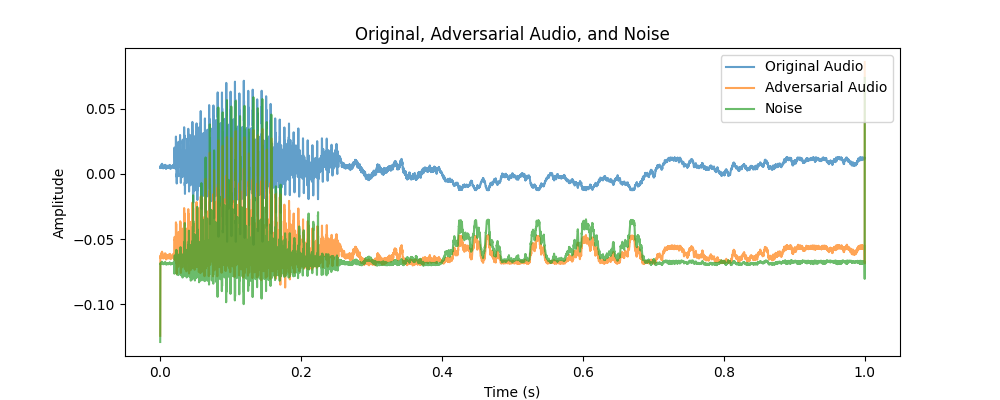 Original, Adversarial Audio, and Noise
Original Audio
Adversarial Audio
Noise
Amplitude
0.05
0.00
−0.05
−0.10
0.0 0.2 0.4 0.6 0.8 1.0
Time (s)